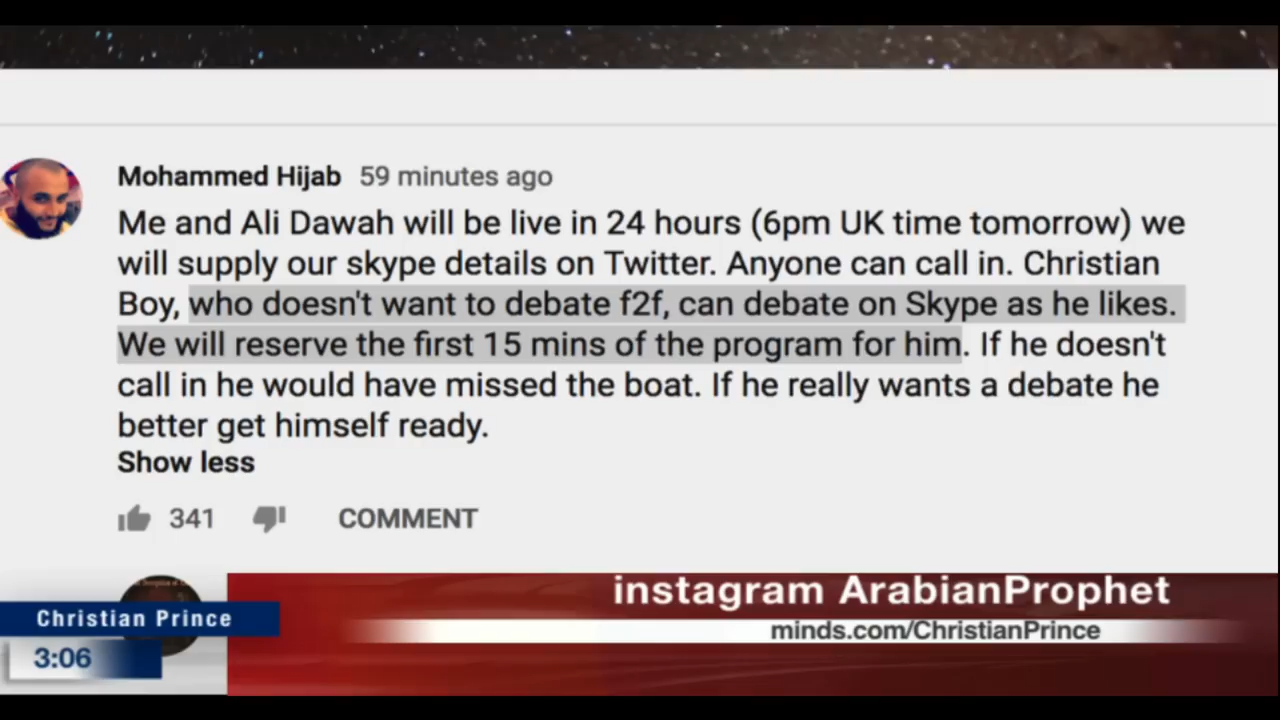 Mohammed Hijab 59 minutes ago
Me and Ali Dawah will be live in 24 hours (6pm UK time tomorrow) we
will supply our skype details on Twitter. Anyone can call in. Christian
Boy, who doesn't want to debate f2f, can debate on Skype as he likes.
We will reserve the first 15 mins of the program for him. If he doesn't
call in he would have missed the boat. If he really wants a debate he
better get himself ready.
Show less
341 COMMENT
instagram ArabianProphet
Christian Prince
minds.com/ChristianPrince
3:06